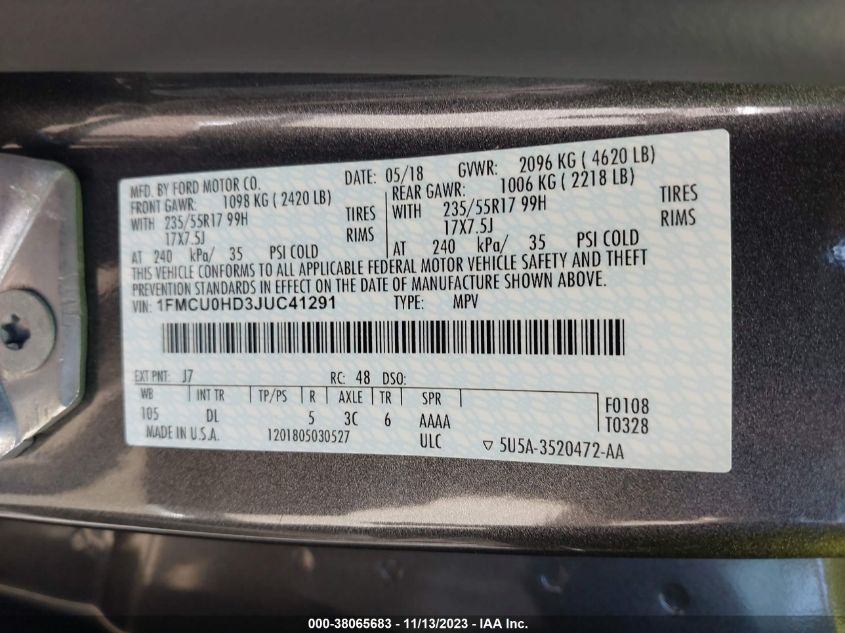 MFD. BY FORD MOTOR CO. DATE: 05/18 GVWR: 2096 KG ( 4620 LB)
FRONT GAWR: 1098 KG ( 2420 LB) REAR GAWR: 1006 KG ( 2218 LB)
WITH 235/55R17 99H TIRES WITH 235/55R17 99H TIRES
17X7.5J RIMS 17X7.5J RIMS
AT 240 kPa/ 35 PSI COLD AT 240 kPa/ 35 PSI COLD
THIS VEHICLE CONFORMS TO ALL APPLICABLE FEDERAL MOTOR VEHICLE SAFETY AND THEFT
PREVENTION STANDARDS IN EFFECT ON THE DATE OF MANUFACTURE SHOWN ABOVE.
VIN: 1FMCU0HD3JUC41291 TYPE: MPV
EXT PNT: J7 RC: 48 DSO:
WB INT TR TP/PS R AXLE TR SPR F0108
105 DL 5 3C 6 AAAA T0328
MADE IN U.S.A. 1201805030527 ULC ▽ 5U5A-3520472-AA
000-38065683 - 11/13/2023 - IAA Inc.